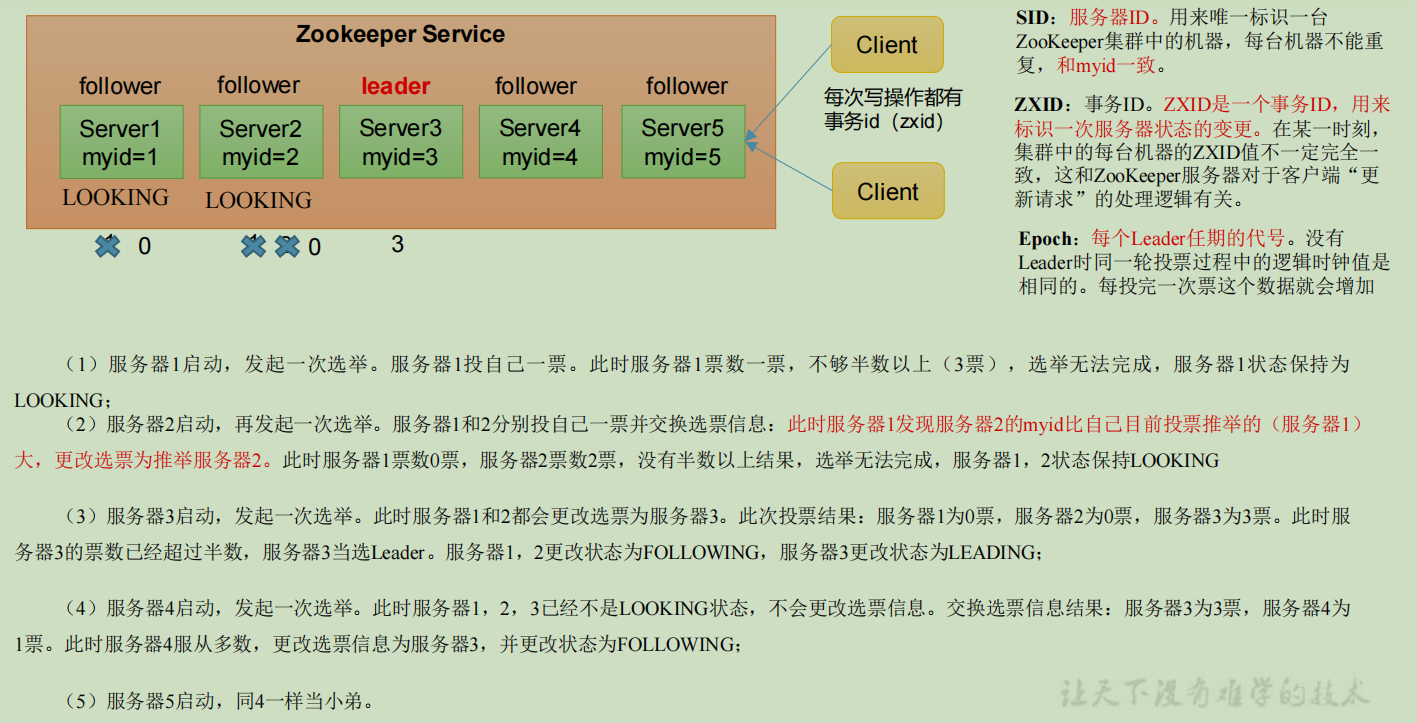 Zookeeper Service
follower
follower
leader
follower
follower
Server1
myid=1
Server2
myid=2
Server3
myid=3
Server4
myid=4
Server5
myid=5
LOOKING
LOOKING
0
0
3
Client
每次写操作都有
事务id（zxid）
Client
SID：服务器ID。用来唯一标识一台
ZooKeeper集群中的机器，每台机器不能重
复，和myid一致。
ZXID：事务ID。ZXID是一个事务ID，用来
标识一次服务器状态的变更。在某一时刻，
集群中的每台机器的ZXID值不一定完全一
致，这和ZooKeeper服务器对于客户端“更
新请求”的处理逻辑有关。
Epoch：每个Leader任期的代号。没有
Leader时同一轮投票过程中的逻辑时钟值是
相同的。每投完一次票这个数据就会增加
（1）服务器1启动，发起一次选举。服务器1投自己一票。此时服务器1票数一票，不够半数以上（3票），选举无法完成，服务器1状态保持为
LOOKING；
（2）服务器2启动，再发起一次选举。服务器1和2分别投自己一票并交换选票信息：此时服务器1发现服务器2的myid比自己目前投票推举的（服务器1）
大，更改选票为推举服务器2。此时服务器1票数0票，服务器2票数2票，没有半数以上结果，选举无法完成，服务器1，2状态保持LOOKING
（3）服务器3启动，发起一次选举。此时服务器1和2都会更改选票为服务器3。此次投票结果：服务器1为0票，服务器2为0票，服务器3为3票。此时服
务器3的票数已经超过半数，服务器3当选Leader。服务器1，2更改状态为FOLLOWING，服务器3更改状态为LEADING；
（4）服务器4启动，发起一次选举。此时服务器1，2，3已经不是LOOKING状态，不会更改选票信息。交换选票信息结果：服务器3为3票，服务器4为
1票。此时服务器4服从多数，更改选票信息为服务器3，并更改状态为FOLLOWING；
（5）服务器5启动，同4一样当小弟。
让天下没有难学的技术